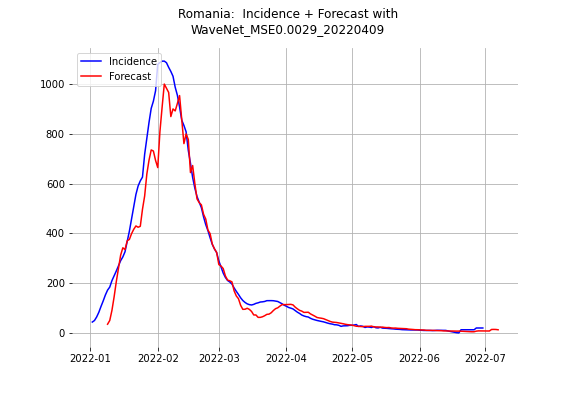 Romania:  Incidence + Forecast with
WaveNet_MSE0.0029_20220409
Incidence
Forecast
1000
800
600
400
200
0
2022-01 2022-02 2022-03 2022-04 2022-05 2022-06 2022-07